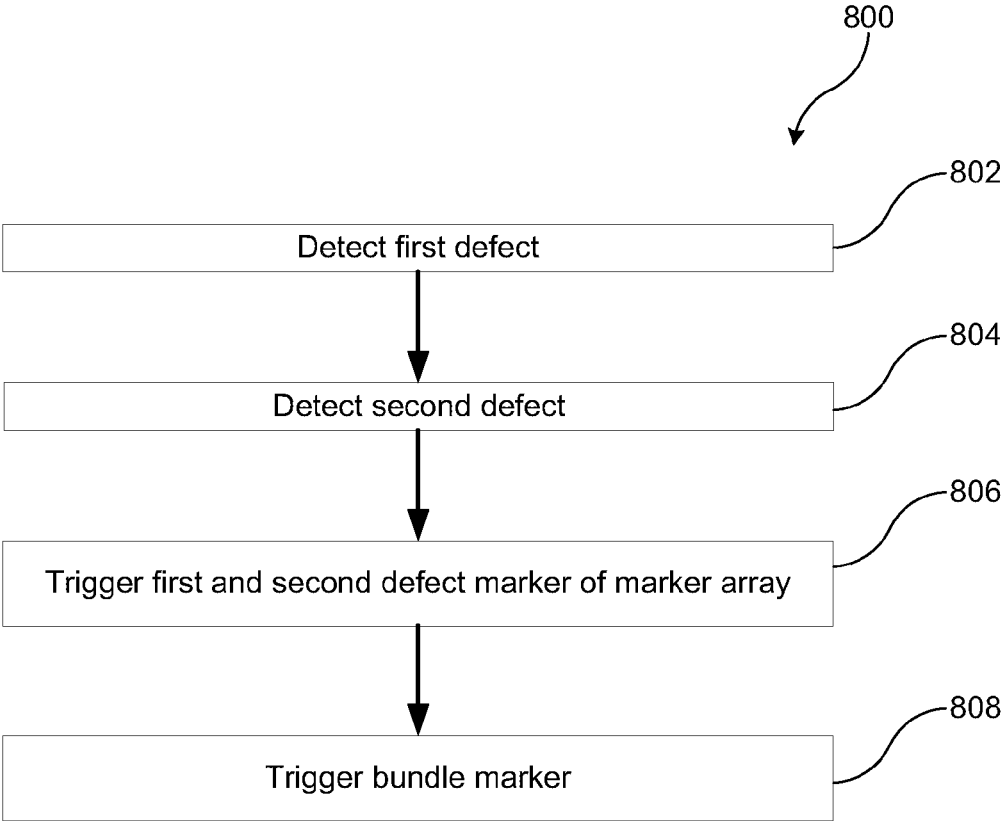 800
802
Detect first defect
804
Detect second defect
806
Trigger first and second defect marker of marker array
808
Trigger bundle marker